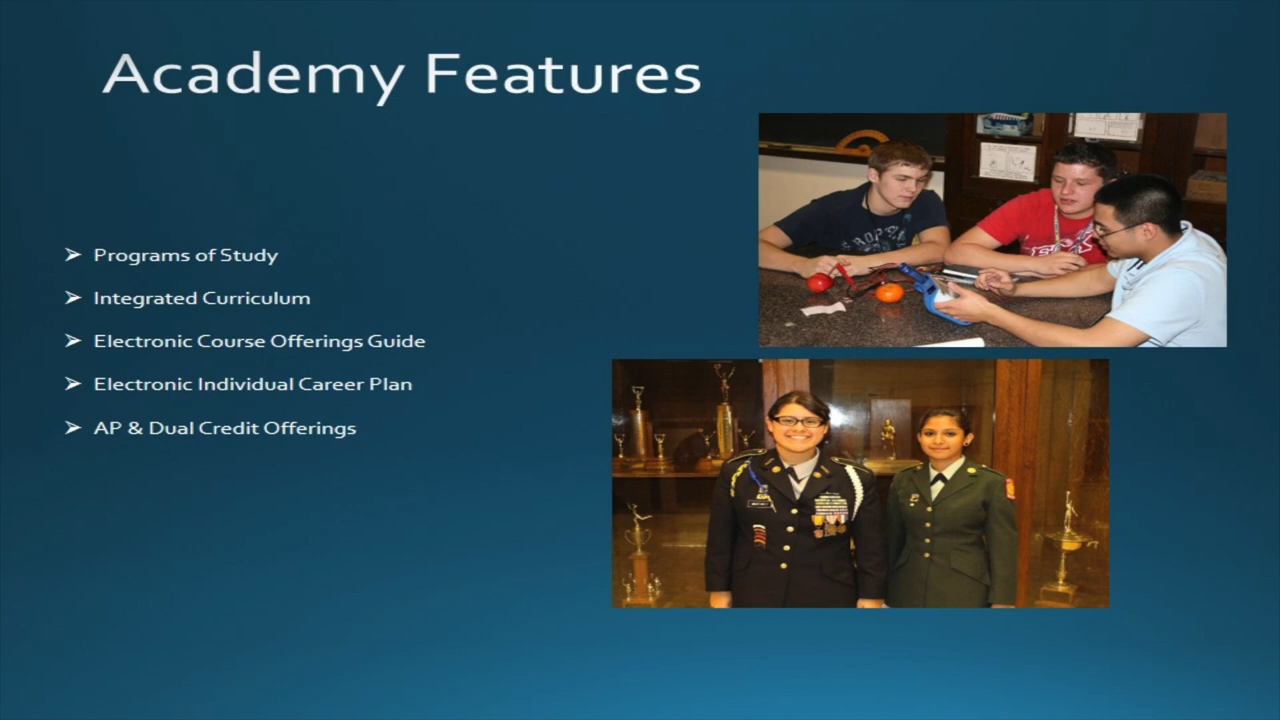 Academy Features
Programs of Study
Integrated Curriculum
Electronic Course Offerings Guide
Electronic Individual Career Plan
AP & Dual Credit Offerings